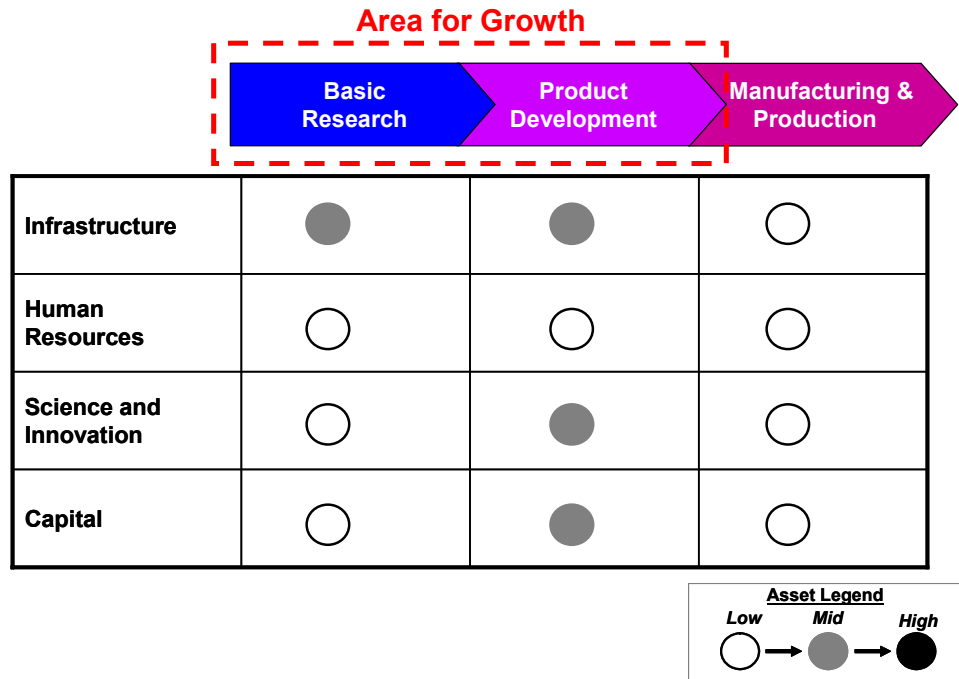 Area for Growth
Basic
Research
Product
Development
Manufacturing &
Production
Infrastructure
Human
Resources
Science and
Innovation
Capital
Asset Legend
Low Mid High